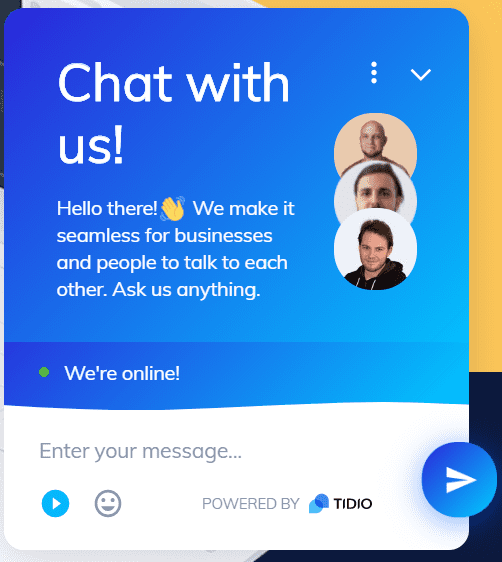 Chat with
us!
Hello there!👋 We make it
seamless for businesses
and people to talk to each
other. Ask us anything.
We're online!
Enter your message...
POWERED BY TIDIO